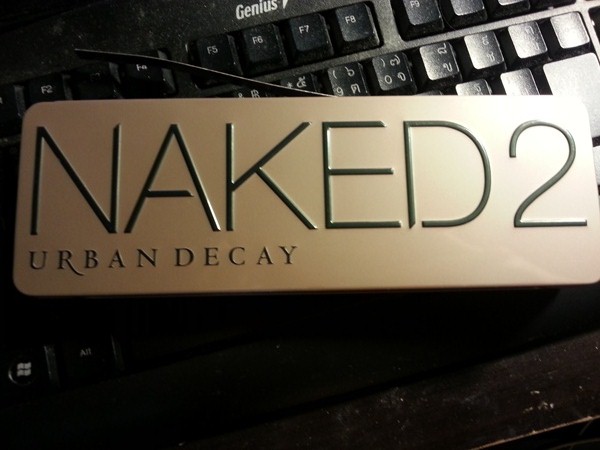 Genius
F5 F6 F7 F8
F2
NAKED2
URBAN DECAY
Alt